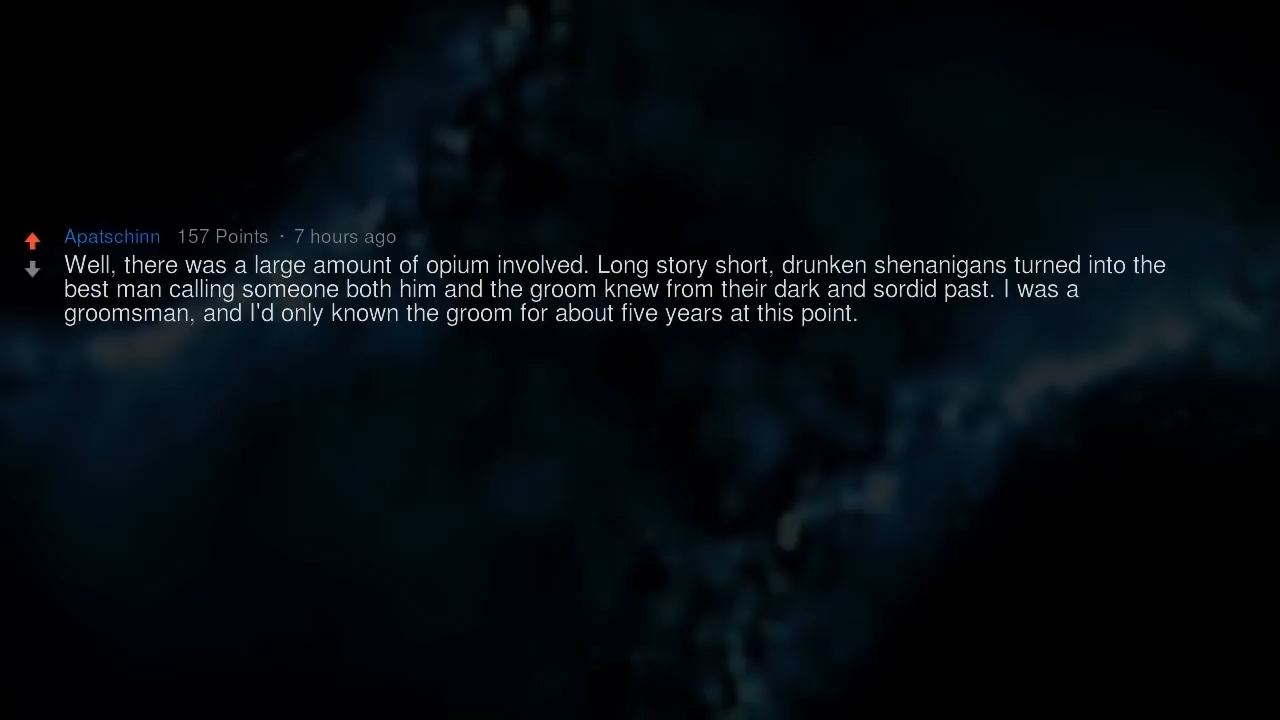 Apatschinn 157 Points · 7 hours ago
Well, there was a large amount of opium involved. Long story short, drunken shenanigans turned into the
best man calling someone both him and the groom knew from their dark and sordid past. I was a
groomsman, and I'd only known the groom for about five years at this point.